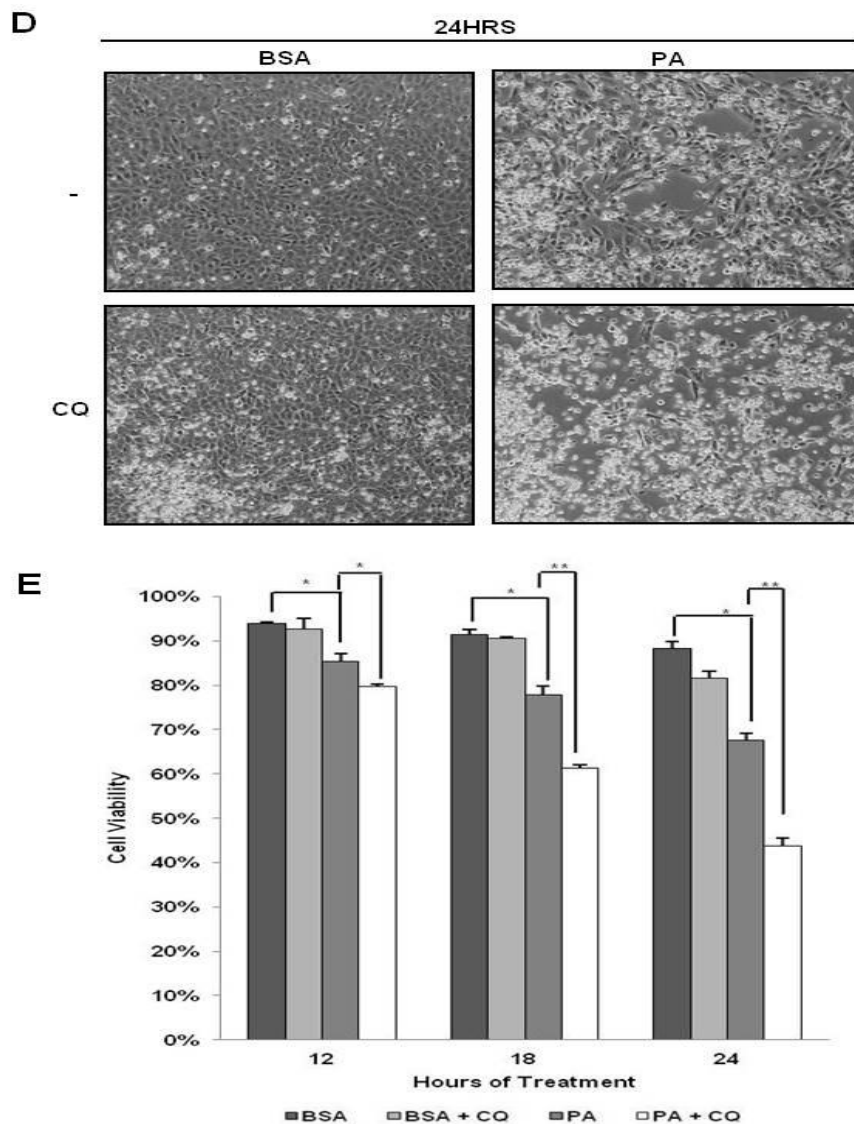 D
24HRS
BSA PA
-
CQ
E
* * * ** * **
100%
90%
80%
70%
60%
50%
40%
30%
20%
10%
0%
Cell Viability
12 18 24
Hours of Treatment
BSA BSA + CQ PA PA + CQ